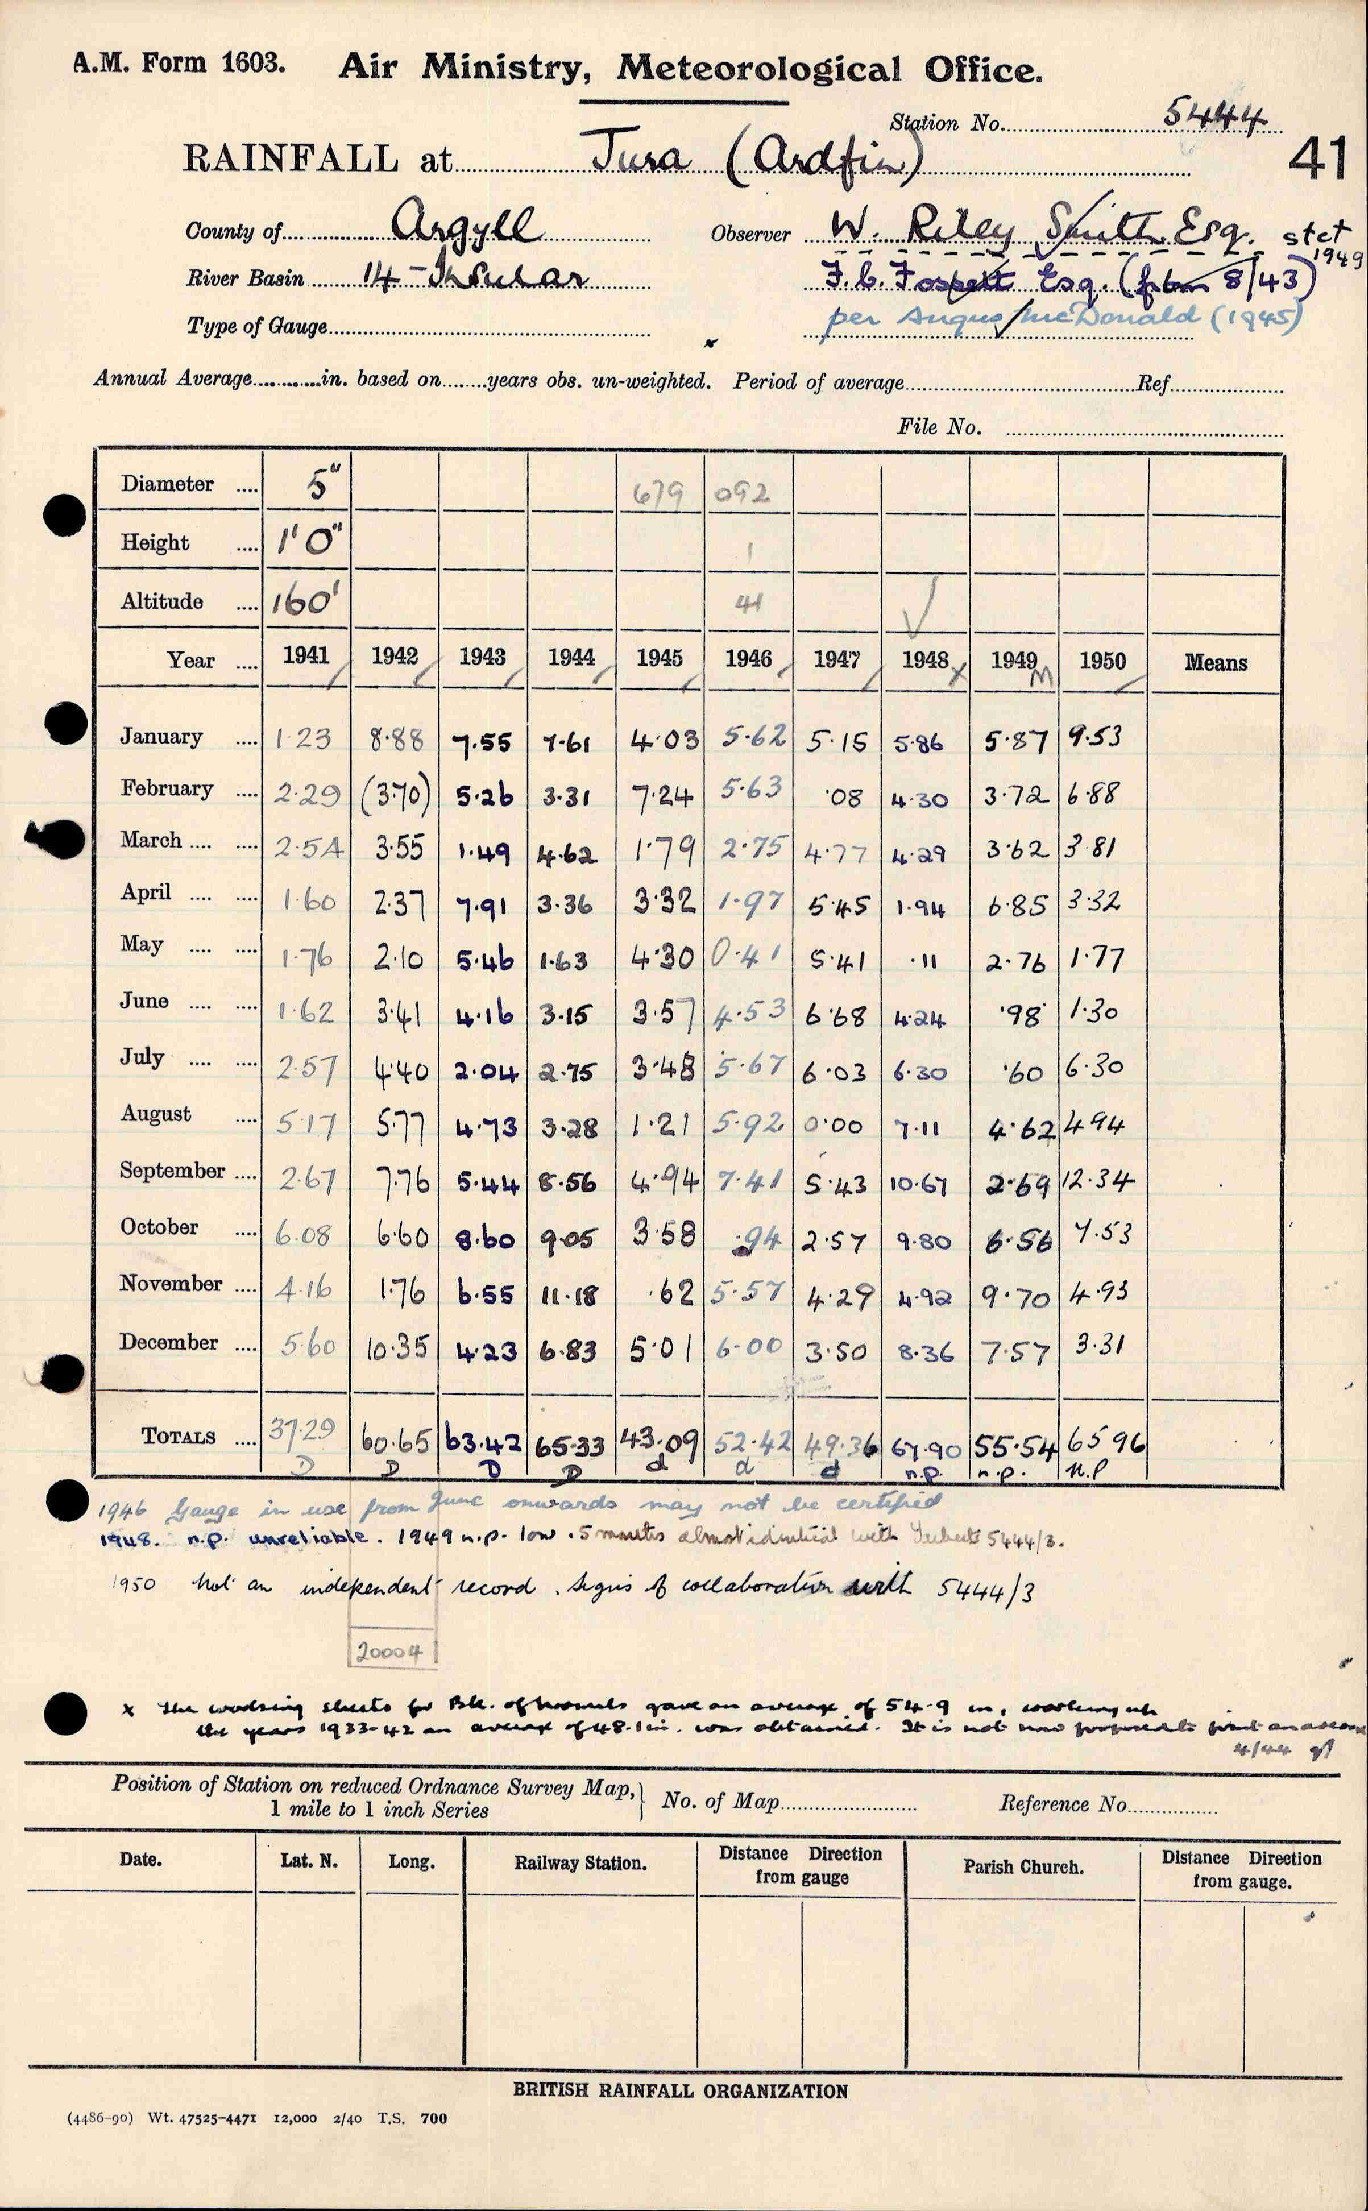 A.M. Form 1603. Air Ministry, Meteorological Office.
Station No. 5444
RAINFALL at Jura (Ardfin) 41
County of Argyll Observer W. Riley Smith Esq. stet 1949
River Basin 14 - Insular F.C. Fospett Esq. (from 8/43)
Type of Gauge per Angus McDonald (1945)
x
Annual Average in. based on years obs. un-weighted. Period of average Ref.
File No.
Diameter 5" 679 092
Height 1'0" 1
Altitude 160' 41 √
Year 1941 / 1942 / 1943 / 1944 / 1945 / 1946 / 1947 / 1948 x 1949 M 1950 / Means
January 1.23 8.88 7.55 7.61 4.03 5.62 5.15 5.86 5.87 9.53
February 2.29 (3.70) 5.26 3.31 7.24 5.63 .08 4.30 3.72 6.88
March 2.54 3.55 1.49 4.62 1.79 2.75 4.77 4.29 3.62 3.81
April 1.60 2.37 7.91 3.36 3.32 1.97 5.45 1.94 6.85 3.32
May 1.76 2.10 5.46 1.63 4.30 0.41 5.41 .11 2.76 1.77
June 1.62 3.41 4.16 3.15 3.57 4.53 6.68 4.24 .98 1.30
July 2.57 4.40 2.04 2.75 3.48 5.67 6.03 6.30 .60 6.30
August 5.17 5.77 4.73 3.28 1.21 5.92 0.00 7.11 4.62 4.94
September 2.67 7.76 5.44 8.56 4.94 7.41 5.43 10.67 2.69 12.34
October 6.08 6.60 8.60 9.05 3.58 .94 2.57 9.80 6.56 7.53
November 4.16 1.76 6.55 11.18 .62 5.57 4.29 4.92 9.70 4.93
December 5.60 10.35 4.23 6.83 5.01 6.00 3.50 8.36 7.57 3.31
TOTALS 37.29 60.65 63.42 65.33 43.09 52.42 49.36 67.90 55.54 65 96
D D D D d d d n.p. n.p. n.p
1946 Gauge in use from June onwards may not be certified
1948. n.p. unreliable. 1949 n.p. low. 5 months almost identical with 5444/3.
1950 Not an independent record. Signs of collaboration with 5444/3
20004
x The working sheets for Bk. of Normals gave an average of 54.9 in, working up
the years 1933-42 an average of 48.1 in. was obtained. It is not now proposed to print an
4/44
Position of Station on reduced Ordnance Survey Map, 1 mile to 1 inch Series } No. of Map Reference No.
Date. Lat. N. Long. Railway Station. Distance Direction from gauge Parish Church. Distance Direction from gauge.
BRITISH RAINFALL ORGANIZATION
(4486-90) Wt. 47525-4471 12,000 2/40 T.S. 700